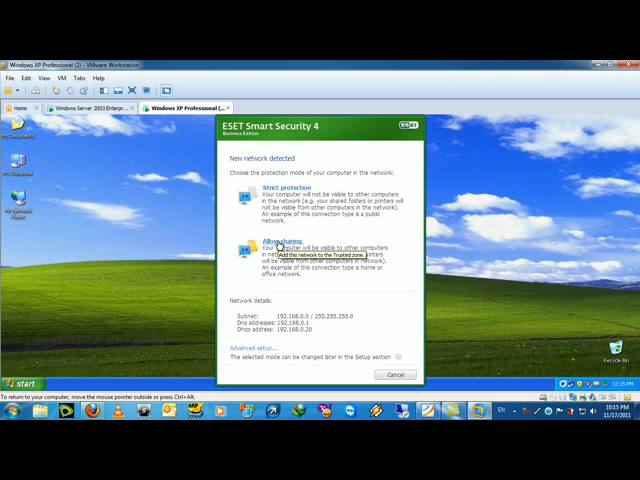 Windows XP Professional (2) - VMware Workstation
File Edit View VM Tabs Help
Home
Windows Server 2003 Enterpr...
Windows XP Professional (...
My Documents
My Computer
My Network Places
ESET Smart Security 4
Business Edition
eset
New network detected
Choose the protection mode of your computer in the network:
Strict protection
Your computer will not be visible to other computers
in the network (e.g. your shared folders or printers will
not be visible from other computers in the network).
An example of this connection type is a public
network.
Allow sharing
Your computer will be visible to other computers
Add this network to the Trusted zone.
will be visible from other computers in the network).
An example of this connection type is home or
office network.
Network details:
Subnet: 192.168.0.0 / 255.255.255.0
Dns addresses: 192.168.0.1
Dhcp address: 192.168.0.20
Advanced setup...
The selected mode can be changed later in the Setup section
Cancel
Recycle Bin
start
12:15 PM
To return to your computer, move the mouse pointer outside or press Ctrl+Alt.
EN
10:15 PM
11/17/2011